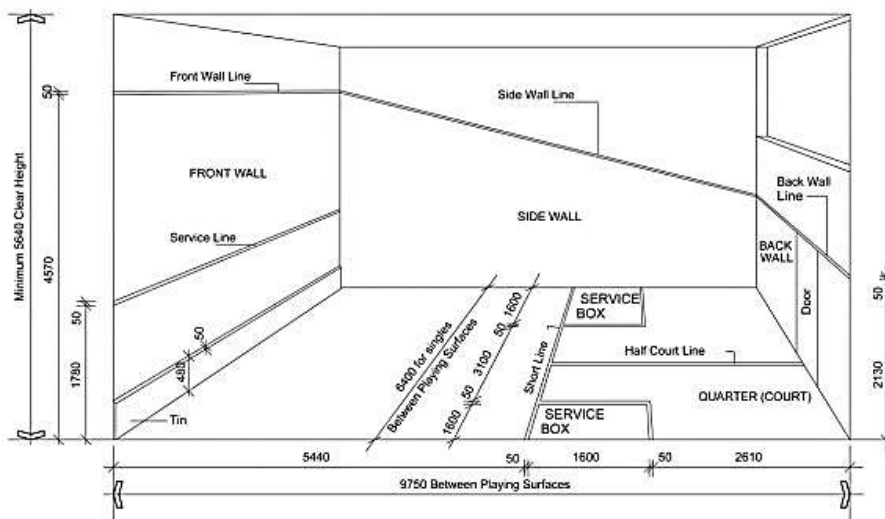 Minimum 5640 Clear Height
50
4570
50
1780
Front Wall Line
FRONT WALL
Service Line
50
480
Tin
Side Wall Line
SIDE WALL
6400 for singles
Between Playing Surfaces
1600
50
3100
50
1600
Short Line
SERVICE
BOX
Half Court Line
QUARTER (COURT)
SERVICE
BOX
Back Wall
Line
BACK
WALL
Door
50
2130
5440
50
1600
50
2610
9750 Between Playing Surfaces